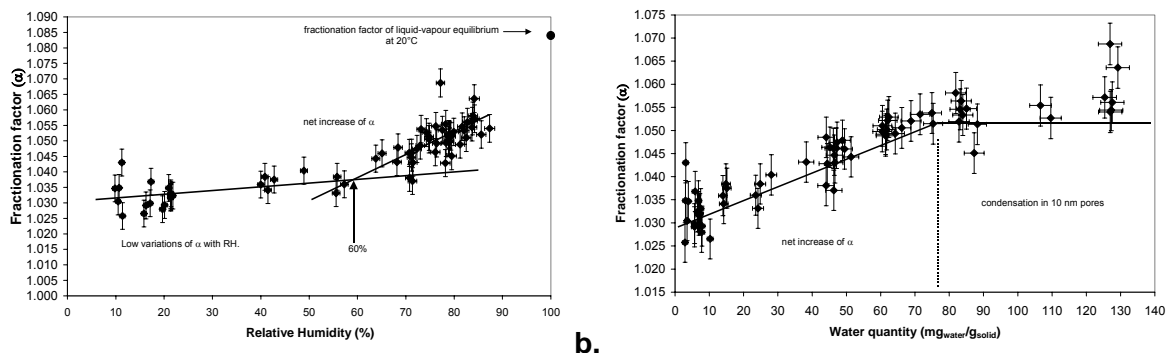 1.090
1.085
1.080
1.075
1.070
1.065
1.060
1.055
1.050
1.045
1.040
1.035
1.030
1.025
1.020
1.015
1.010
1.005
1.000
Fractionation factor (α)
fractionation factor of liquid-vapour equilibrium
at 20°C
net increase of α
Low variations of α with RH.
60%
0 10 20 30 40 50 60 70 80 90 100
Relative Humidity (%)
b.
1.075
1.070
1.065
1.060
1.055
1.050
1.045
1.040
1.035
1.030
1.025
1.020
1.015
Fractionation factor (α)
condensation in 10 nm pores
net increase of α
0 10 20 30 40 50 60 70 80 90 100 110 120 130 140
Water quantity (mgwater/gsolid)